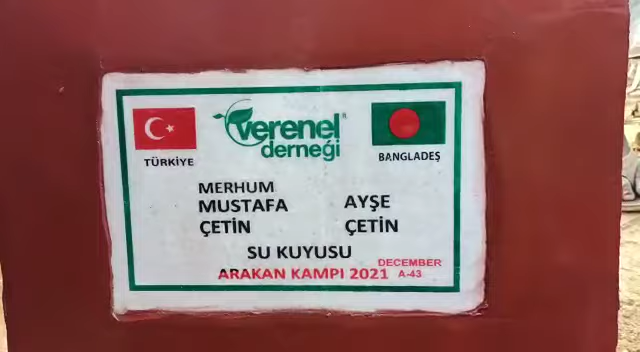 verenel
derneği
TÜRKİYE
BANGLADEŞ
MERHUM
MUSTAFA AYŞE
ÇETİN ÇETİN
SU KUYUSU
ARAKAN KAMPI 2021 DECEMBER
A-43